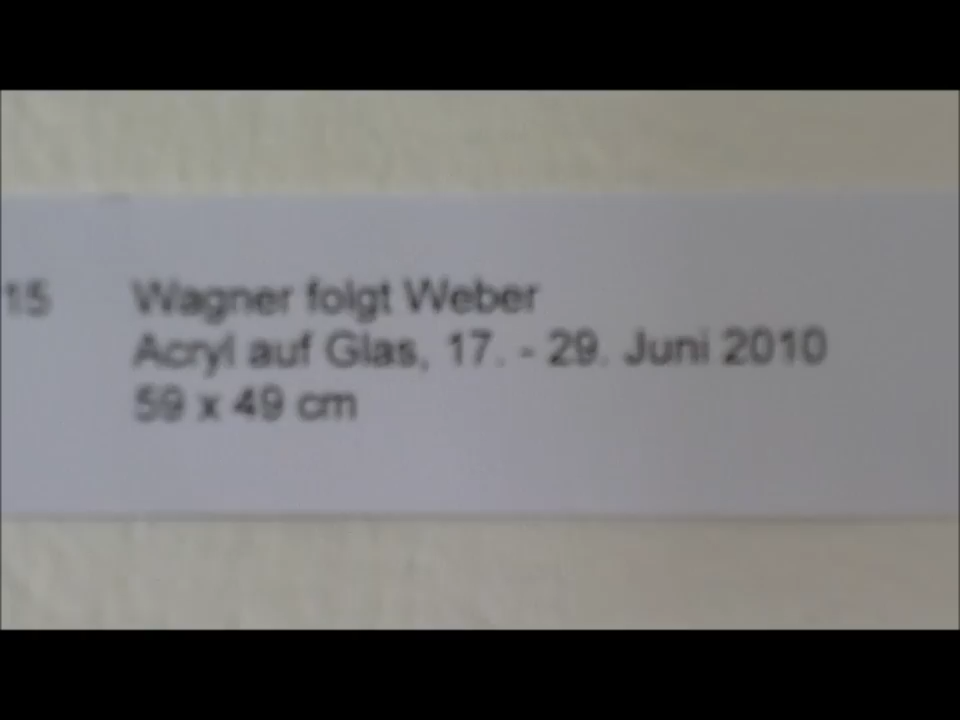 15 Wagner folgt Weber
Acryl auf Glas, 17. - 29. Juni 2010
59 x 49 cm